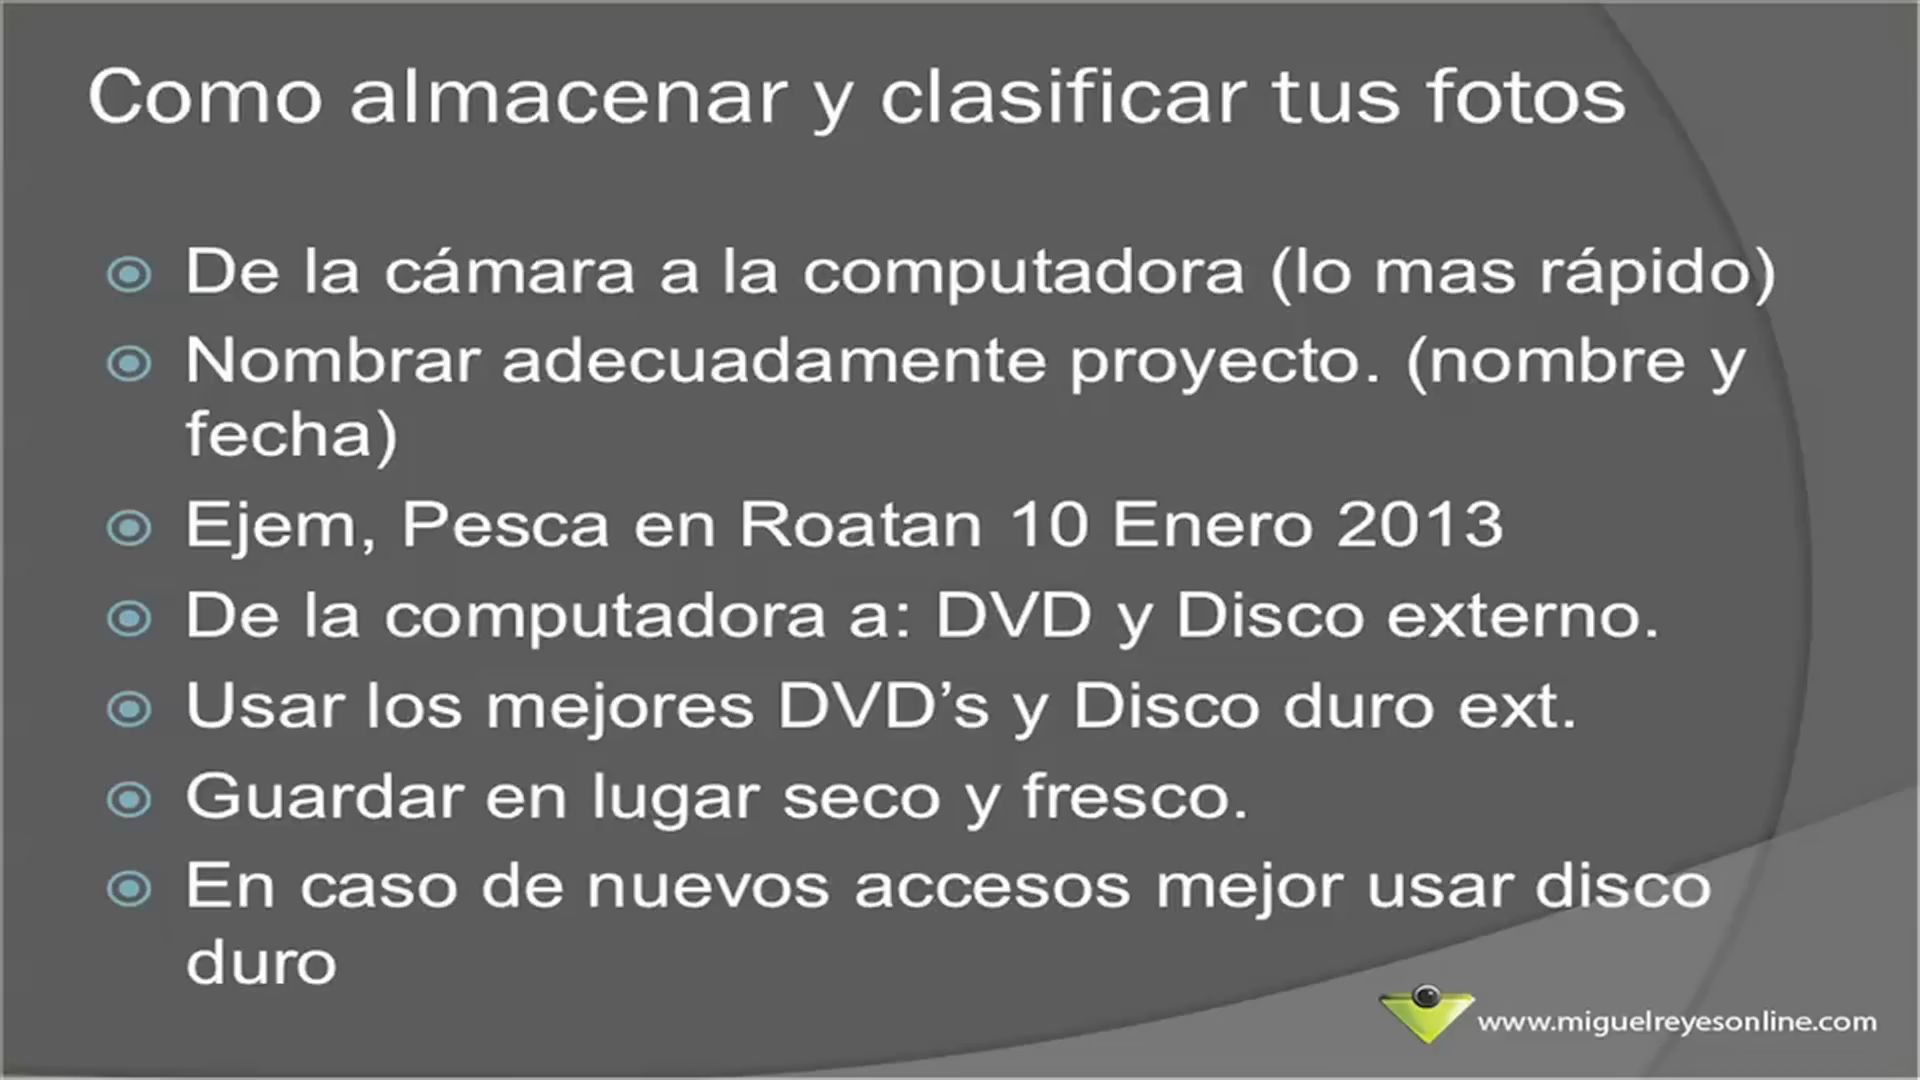 Como almacenar y clasificar tus fotos
De la cámara a la computadora (lo mas rápido)
Nombrar adecuadamente proyecto. (nombre y
fecha)
Ejem, Pesca en Roatan 10 Enero 2013
De la computadora a: DVD y Disco externo.
Usar los mejores DVD’s y Disco duro ext.
Guardar en lugar seco y fresco.
En caso de nuevos accesos mejor usar disco
duro
www.miguelreyesonline.com